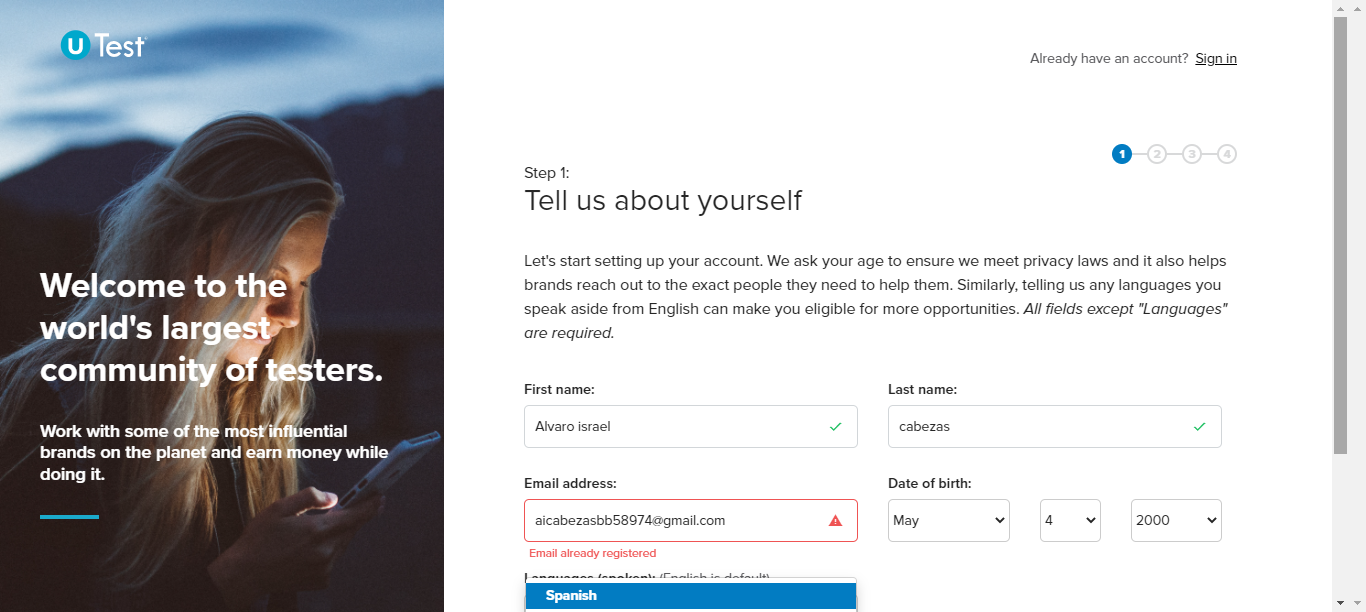 U Test
Already have an account? Sign in
1 2 3 4
Step 1:
Tell us about yourself
Let's start setting up your account. We ask your age to ensure we meet privacy laws and it also helps
brands reach out to the exact people they need to help them. Similarly, telling us any languages you
speak aside from English can make you eligible for more opportunities. All fields except "Languages"
are required.
Welcome to the
world's largest
community of testers.
Work with some of the most influential
brands on the planet and earn money while
doing it.
First name: Last name:
Alvaro israel cabezas
Email address: Date of birth:
aicabezasbb58974@gmail.com May 4 2000
Email already registered
Languages (spoken): (English is default)
Spanish